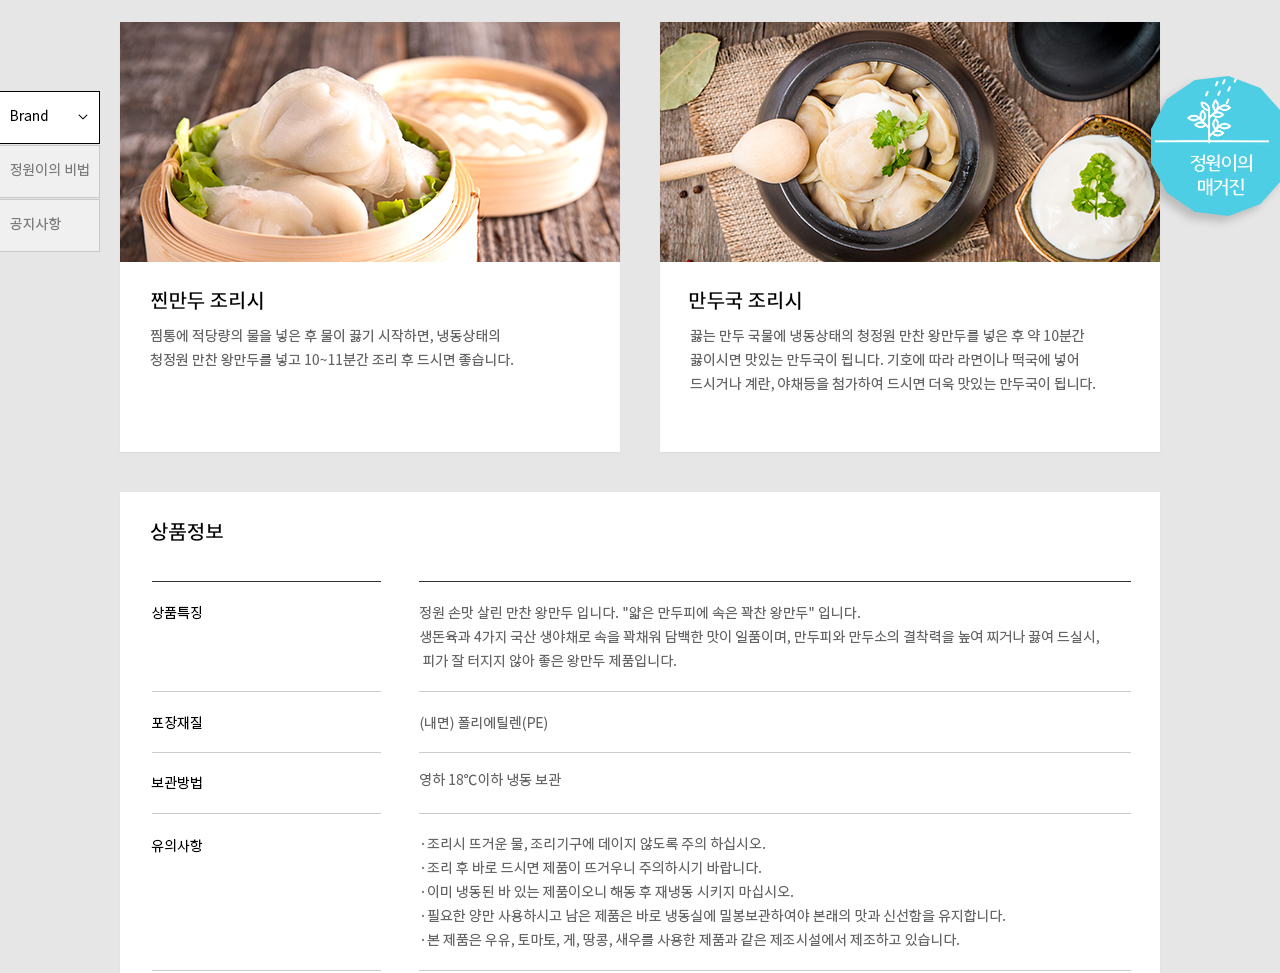 Brand
정원이의 비법
공지사항
정원이의
매거진
찐만두 조리시
찜통에 적당량의 물을 넣은 후 물이 끓기 시작하면, 냉동상태의
청정원 만찬 왕만두를 넣고 10~11분간 조리 후 드시면 좋습니다.
만두국 조리시
끓는 만두 국물에 냉동상태의 청정원 만찬 왕만두를 넣은 후 약 10분간
끓이시면 맛있는 만두국이 됩니다. 기호에 따라 라면이나 떡국에 넣어
드시거나 계란, 야채등을 첨가하여 드시면 더욱 맛있는 만두국이 됩니다.
상품정보
상품특징
정원 손맛 살린 만찬 왕만두 입니다. "얇은 만두피에 속은 꽉찬 왕만두" 입니다.
생돈육과 4가지 국산 생야채로 속을 꽉채워 담백한 맛이 일품이며, 만두피와 만두소의 결착력을 높여 찌거나 끓여 드실시,
피가 잘 터지지 않아 좋은 왕만두 제품입니다.
포장재질
(내면) 폴리에틸렌(PE)
보관방법
영하 18℃이하 냉동 보관
유의사항
· 조리시 뜨거운 물, 조리기구에 데이지 않도록 주의 하십시오.
· 조리 후 바로 드시면 제품이 뜨거우니 주의하시기 바랍니다.
· 이미 냉동된 바 있는 제품이오니 해동 후 재냉동 시키지 마십시오.
· 필요한 양만 사용하시고 남은 제품은 바로 냉동실에 밀봉보관하여야 본래의 맛과 신선함을 유지합니다.
· 본 제품은 우유, 토마토, 게, 땅콩, 새우를 사용한 제품과 같은 제조시설에서 제조하고 있습니다.